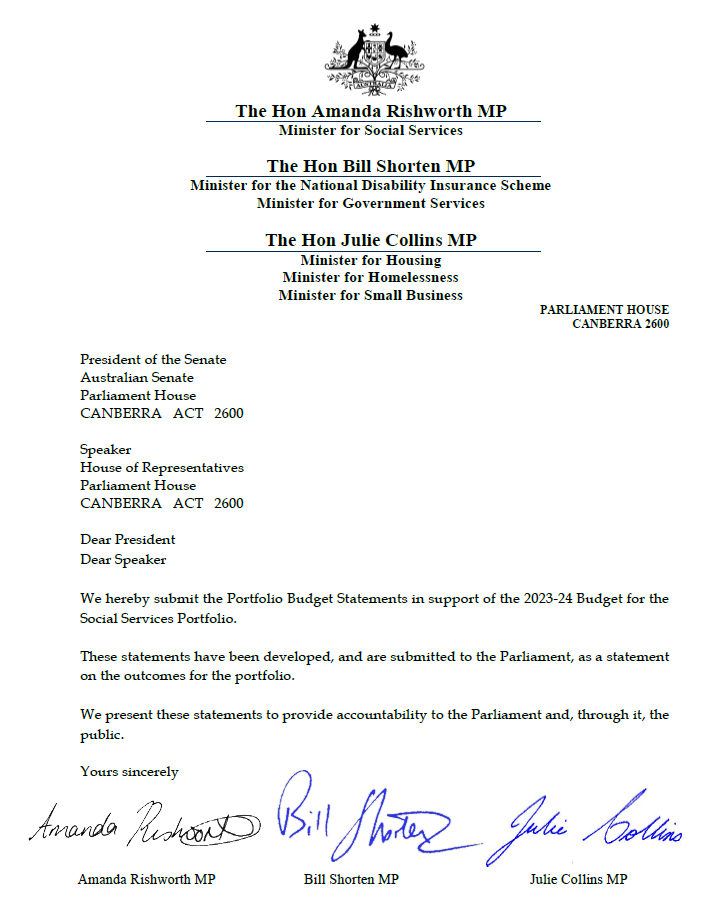 AUSTRALIA
The Hon Amanda Rishworth MP
Minister for Social Services
The Hon Bill Shorten MP
Minister for the National Disability Insurance Scheme
Minister for Government Services
The Hon Julie Collins MP
Minister for Housing
Minister for Homelessness
Minister for Small Business
PARLIAMENT HOUSE
CANBERRA 2600
President of the Senate
Australian Senate
Parliament House
CANBERRA ACT 2600
Speaker
House of Representatives
Parliament House
CANBERRA ACT 2600
Dear President
Dear Speaker
We hereby submit the Portfolio Budget Statements in support of the 2023-24 Budget for the
Social Services Portfolio.
These statements have been developed, and are submitted to the Parliament, as a statement
on the outcomes for the portfolio.
We present these statements to provide accountability to the Parliament and, through it, the
public.
Yours sincerely
Amanda Rishworth Bill Shorten Julie Collins
Amanda Rishworth MP Bill Shorten MP Julie Collins MP